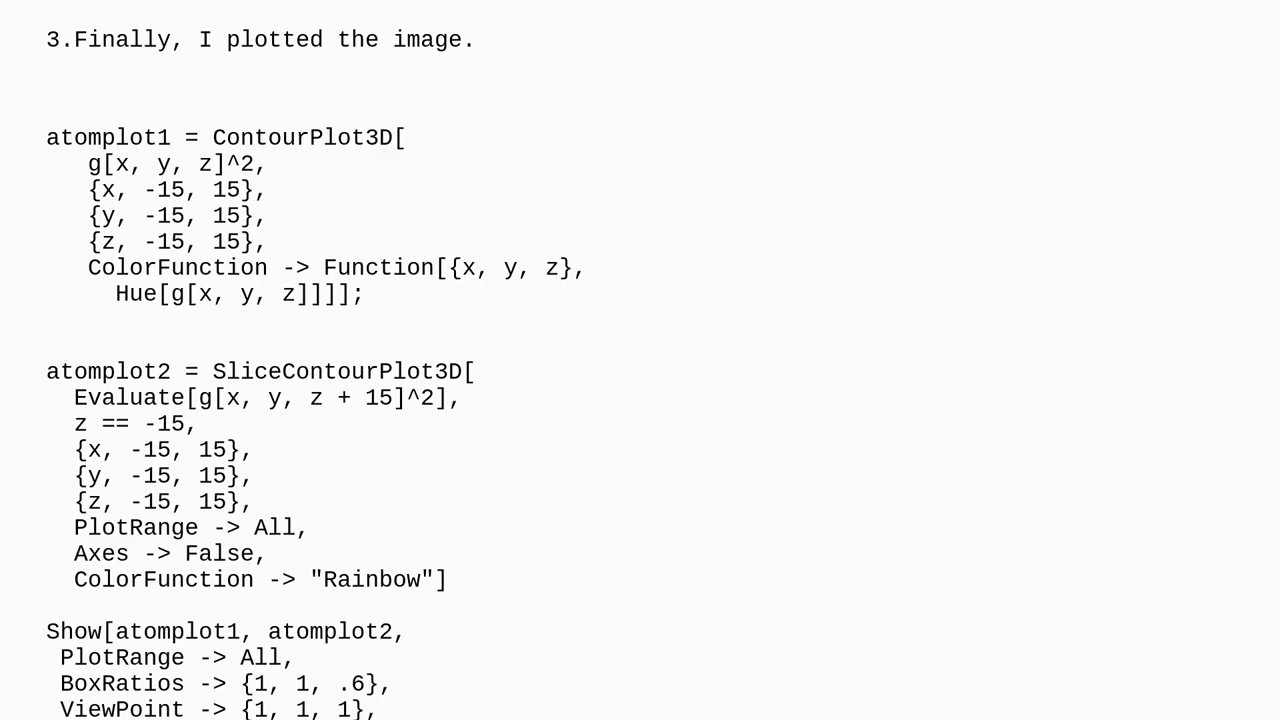 3.Finally, I plotted the image.
atomplot1 = ContourPlot3D[
g[x, y, z]^2,
{x, -15, 15},
{y, -15, 15},
{z, -15, 15},
ColorFunction -> Function[{x, y, z},
Hue[g[x, y, z]]]];
atomplot2 = SliceContourPlot3D[
Evaluate[g[x, y, z + 15]^2],
z == -15,
{x, -15, 15},
{y, -15, 15},
{z, -15, 15},
PlotRange -> All,
Axes -> False,
ColorFunction -> "Rainbow"]
Show[atomplot1, atomplot2,
PlotRange -> All,
BoxRatios -> {1, 1, .6},
ViewPoint -> {1, 1, 1},